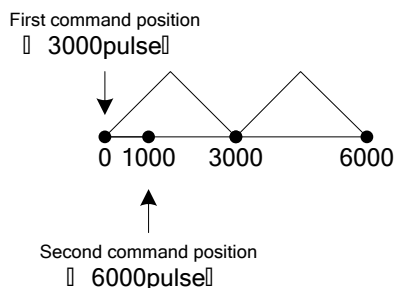 First command position
▯ 3000pulse▯
0 1000 3000 6000
Second command position
▯ 6000pulse▯